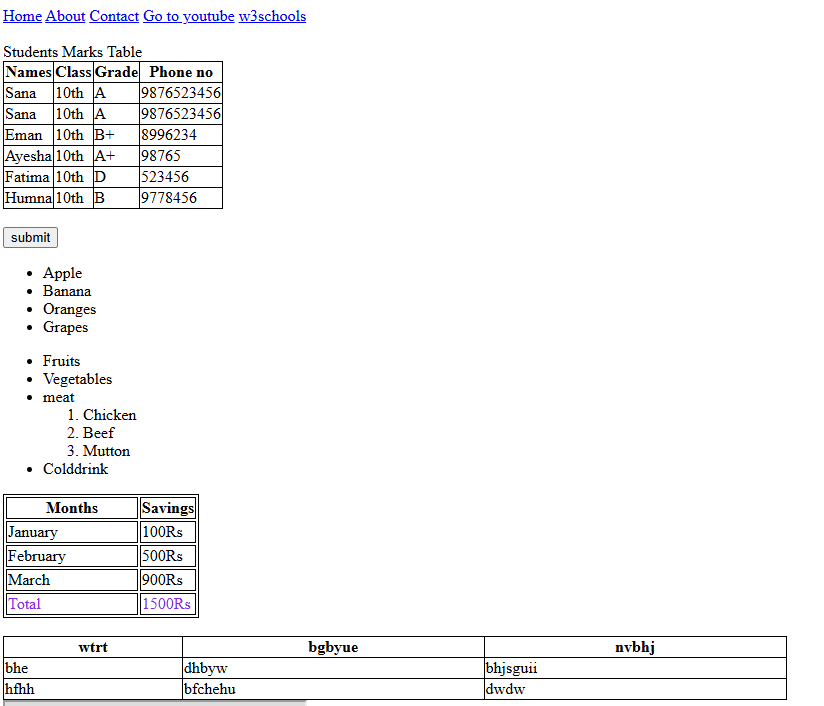 Home About Contact Go to youtube w3schools
Students Marks Table
Names Class Grade Phone no
Sana 10th A 9876523456
Sana 10th A 9876523456
Eman 10th B+ 8996234
Ayesha 10th A+ 98765
Fatima 10th D 523456
Humna 10th B 9778456
submit
Apple
Banana
Oranges
Grapes
Fruits
Vegetables
meat
1. Chicken
2. Beef
3. Mutton
Colddrink
Months Savings
January 100Rs
February 500Rs
March 900Rs
Total 1500Rs
wtrt bgbyue nvbhj
bhe dhbyw bhjsguii
hfhh bfchehu dwdw